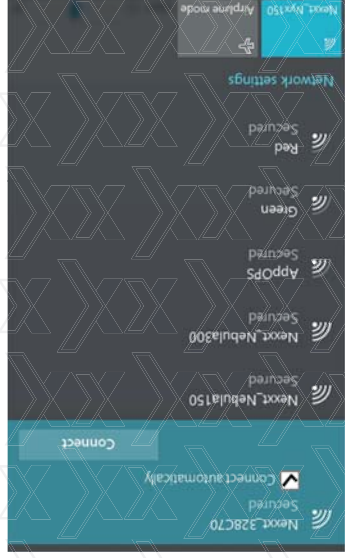 Nexxt_328C70
Secured
Connect automatically
Connect
Nexxt_Nebula150
Secured
Nexxt_Nebula300
Secured
AppOPS
Secured
Green
Secured
Red
Secured
Network settings
Nexxt_Nyx150
Airplane mode